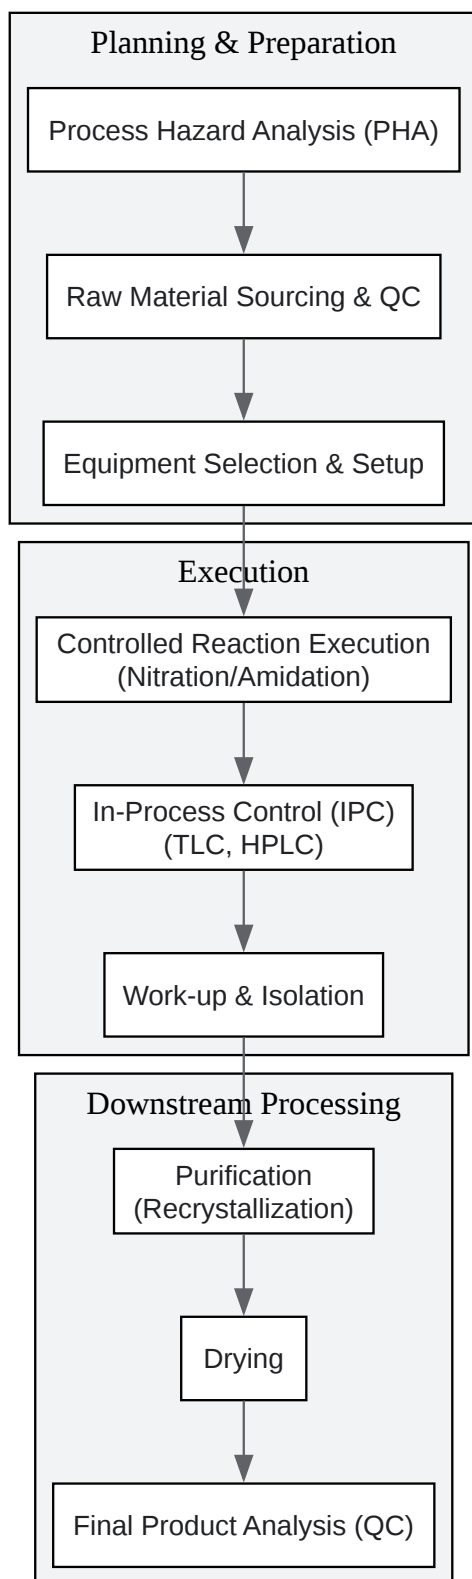 Planning & Preparation
Process Hazard Analysis (PHA)
Raw Material Sourcing & QC
Equipment Selection & Setup
Execution
Controlled Reaction Execution
(Nitration/Amidation)
In-Process Control (IPC)
(TLC, HPLC)
Work-up & Isolation
Downstream Processing
Purification
(Recrystallization)
Drying
Final Product Analysis (QC)